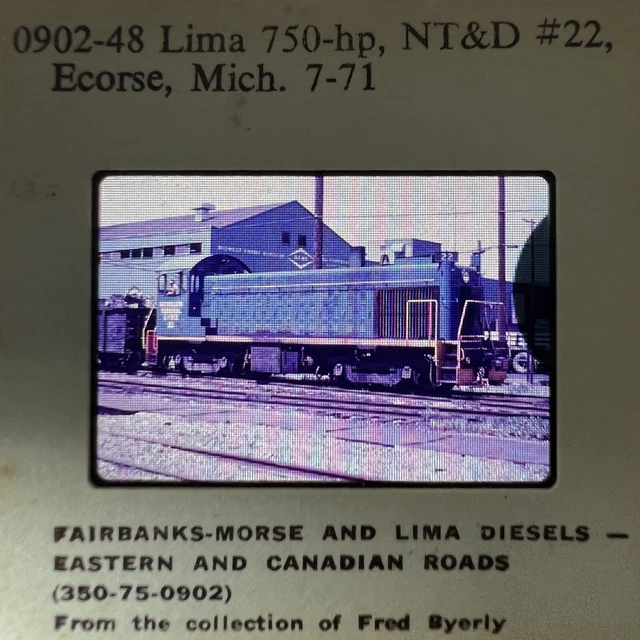 0902-48 Lima 750-hp, NT&D #22,
Ecorse, Mich. 7-71
FAIRBANKS-MORSE AND LIMA DIESELS —
EASTERN AND CANADIAN ROADS
(350-75-0902)
From the collection of Fred Byerly